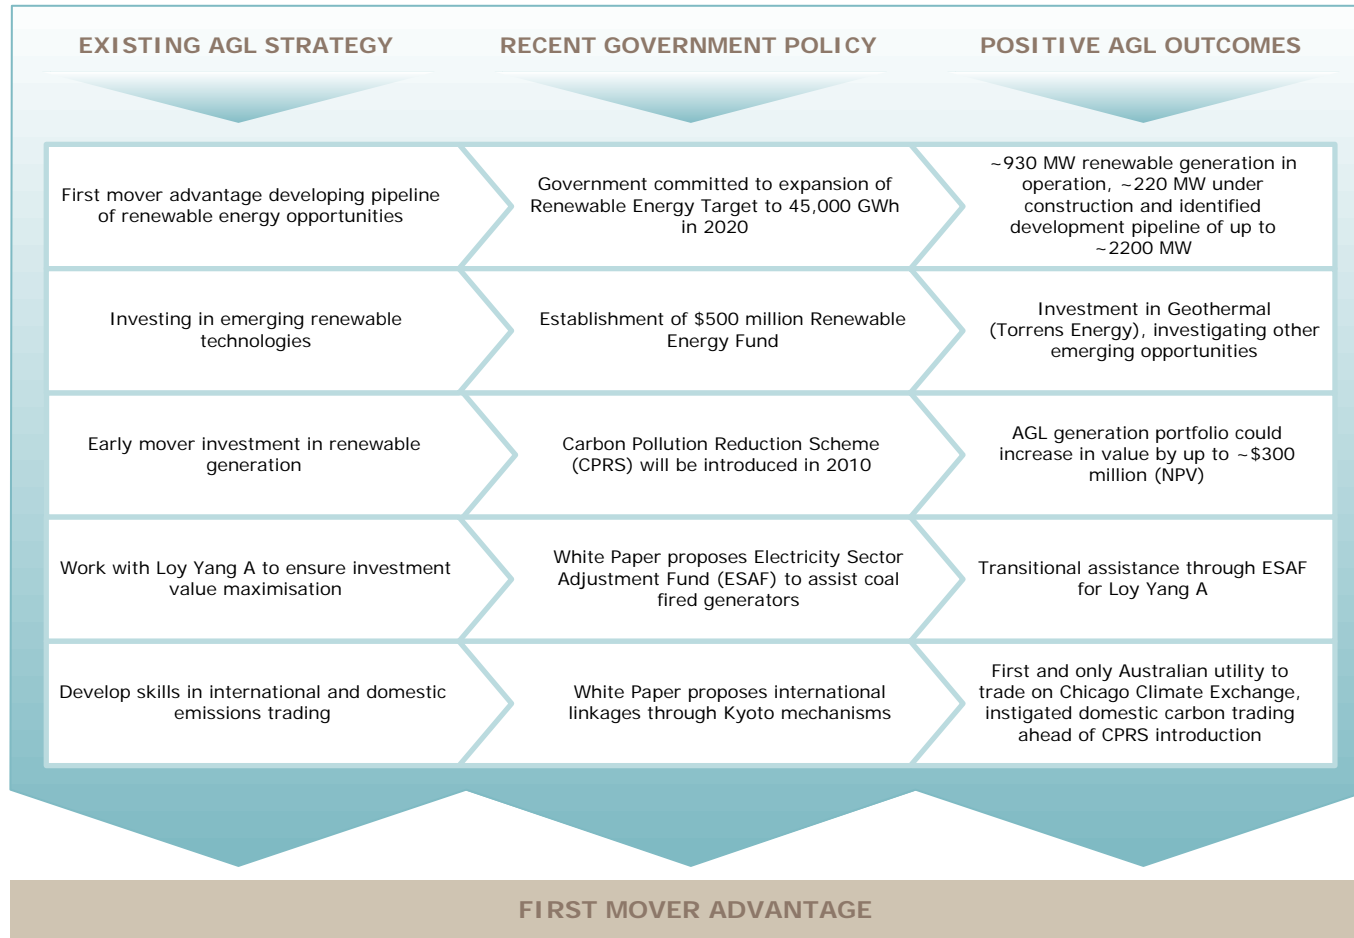 EXISTING AGL STRATEGY
RECENT GOVERNMENT POLICY
POSITIVE AGL OUTCOMES
First mover advantage developing pipeline
of renewable energy opportunities
Government committed to expansion of
Renewable Energy Target to 45,000 GWh
in 2020
~930 MW renewable generation in
operation, ~220 MW under
construction and identified
development pipeline of up to
~2200 MW
Investing in emerging renewable
technologies
Establishment of $500 million Renewable
Energy Fund
Investment in Geothermal
(Torrens Energy), investigating other
emerging opportunities
Early mover investment in renewable
generation
Carbon Pollution Reduction Scheme
(CPRS) will be introduced in 2010
AGL generation portfolio could
increase in value by up to ~$300
million (NPV)
Work with Loy Yang A to ensure investment
value maximisation
White Paper proposes Electricity Sector
Adjustment Fund (ESAF) to assist coal
fired generators
Transitional assistance through ESAF
for Loy Yang A
Develop skills in international and domestic
emissions trading
White Paper proposes international
linkages through Kyoto mechanisms
First and only Australian utility to
trade on Chicago Climate Exchange,
instigated domestic carbon trading
ahead of CPRS introduction
FIRST MOVER ADVANTAGE